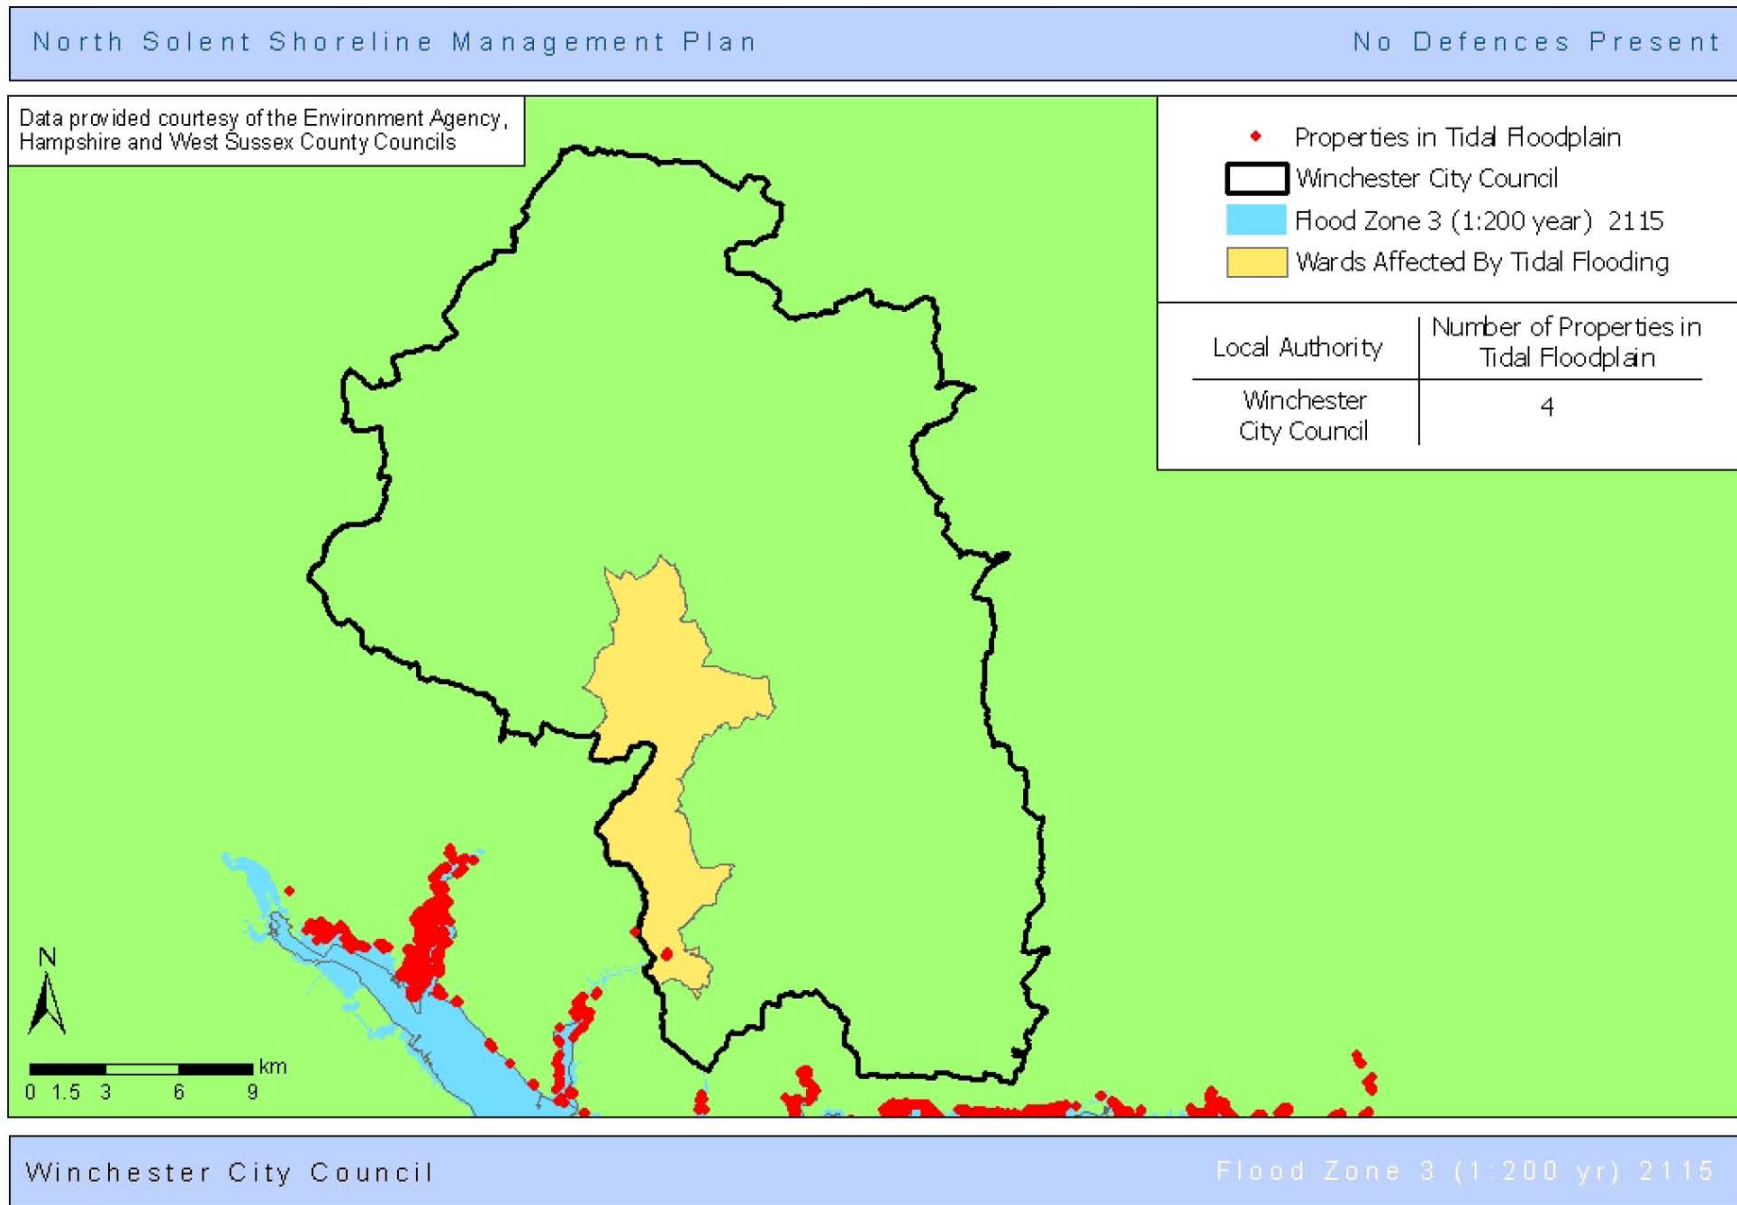 North Solent Shoreline Management Plan
No Defences Present
Data provided courtesy of the Environment Agency,
Hampshire and West Sussex County Councils
Properties in Tidal Floodplain
Winchester City Council
Flood Zone 3 (1:200 year) 2115
Wards Affected By Tidal Flooding
Local Authority
Number of Properties in
Tidal Floodplain
Winchester
City Council
4
N
km
0 1.5 3 6 9
Winchester City Council
Flood Zone 3 (1:200 yr) 2115